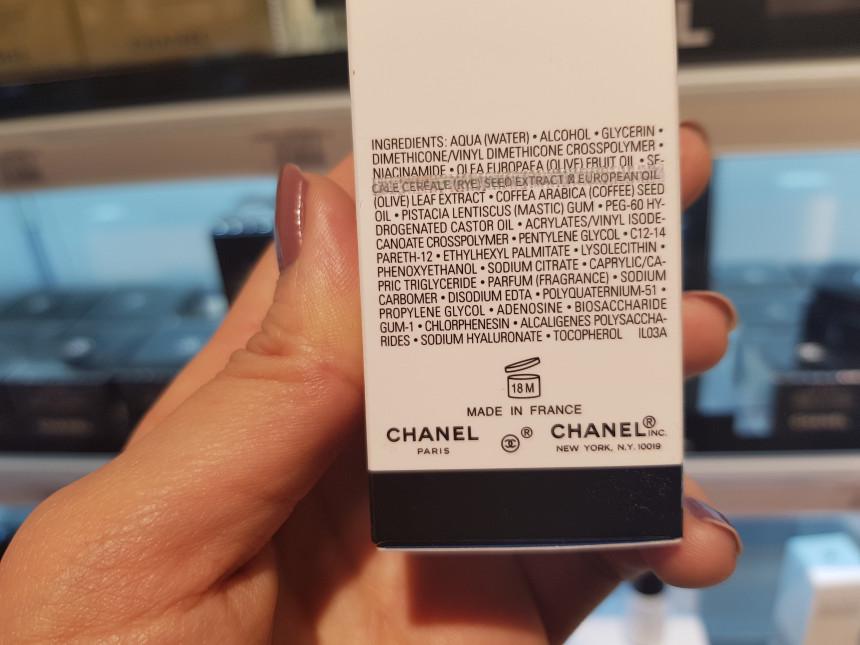 CHANEL
INGREDIENTS: AQUA (WATER) • ALCOHOL • GLYCERIN •
DIMETHICONE/VINYL DIMETHICONE CROSSPOLYMER •
NIACINAMIDE • OLEA EUROPAEA (OLIVE) FRUIT OIL • SE-
CALE CEREALE (RYE) SEED EXTRACT
(OLIVE) LEAF EXTRACT • COFFEA ARABICA (COFFEE) SEED
OIL • PISTACIA LENTISCUS (MASTIC) GUM • PEG-60 HY-
DROGENATED CASTOR OIL • ACRYLATES/VINYL ISODE-
CANOATE CROSSPOLYMER • PENTYLENE GLYCOL • C12-14
PARETH-12 • ETHYLHEXYL PALMITATE • LYSOLECITHIN •
PHENOXYETHANOL • SODIUM CITRATE • CAPRYLIC/CA-
PRIC TRIGLYCERIDE • PARFUM (FRAGRANCE) • SODIUM
CARBOMER • DISODIUM EDTA • POLYQUATERNIUM-51 •
PROPYLENE GLYCOL • ADENOSINE • BIOSACCHARIDE
GUM-1 • CHLORPHENESIN • ALCALIGENES POLYSACCHA-
RIDES • SODIUM HYALURONATE • TOCOPHEROL IL03A
18 M
MADE IN FRANCE
CHANEL ® CHANEL® INC.
PARIS NEW YORK, N.Y. 10019